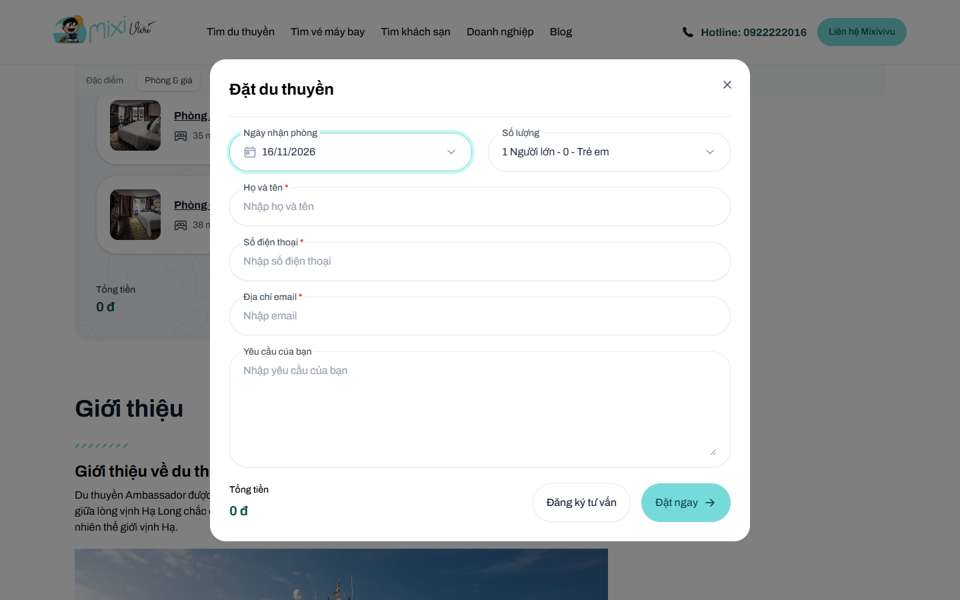 mixi Vivu
Tìm du thuyền
Tìm vé máy bay
Tìm khách sạn
Doanh nghiệp
Blog
Hotline: 0922222016
Liên hệ Mixivivu
Đặc điểm
Phòng & giá
Phòng
35 m
Phòng
38 m
Tổng tiền
0 đ
Đặt du thuyền
Ngày nhận phòng
16/11/2026
Số lượng
1 Người lớn - 0 - Trẻ em
Họ và tên *
Nhập họ và tên
Số điện thoại *
Nhập số điện thoại
Địa chỉ email *
Nhập email
Yêu cầu của bạn
Nhập yêu cầu của bạn
Tổng tiền
0 đ
Đăng ký tư vấn
Đặt ngay
Giới thiệu
Giới thiệu về du th
Du thuyền Ambassador được
giữa lòng vịnh Hạ Long chắc
nhiên thế giới vịnh Hạ.